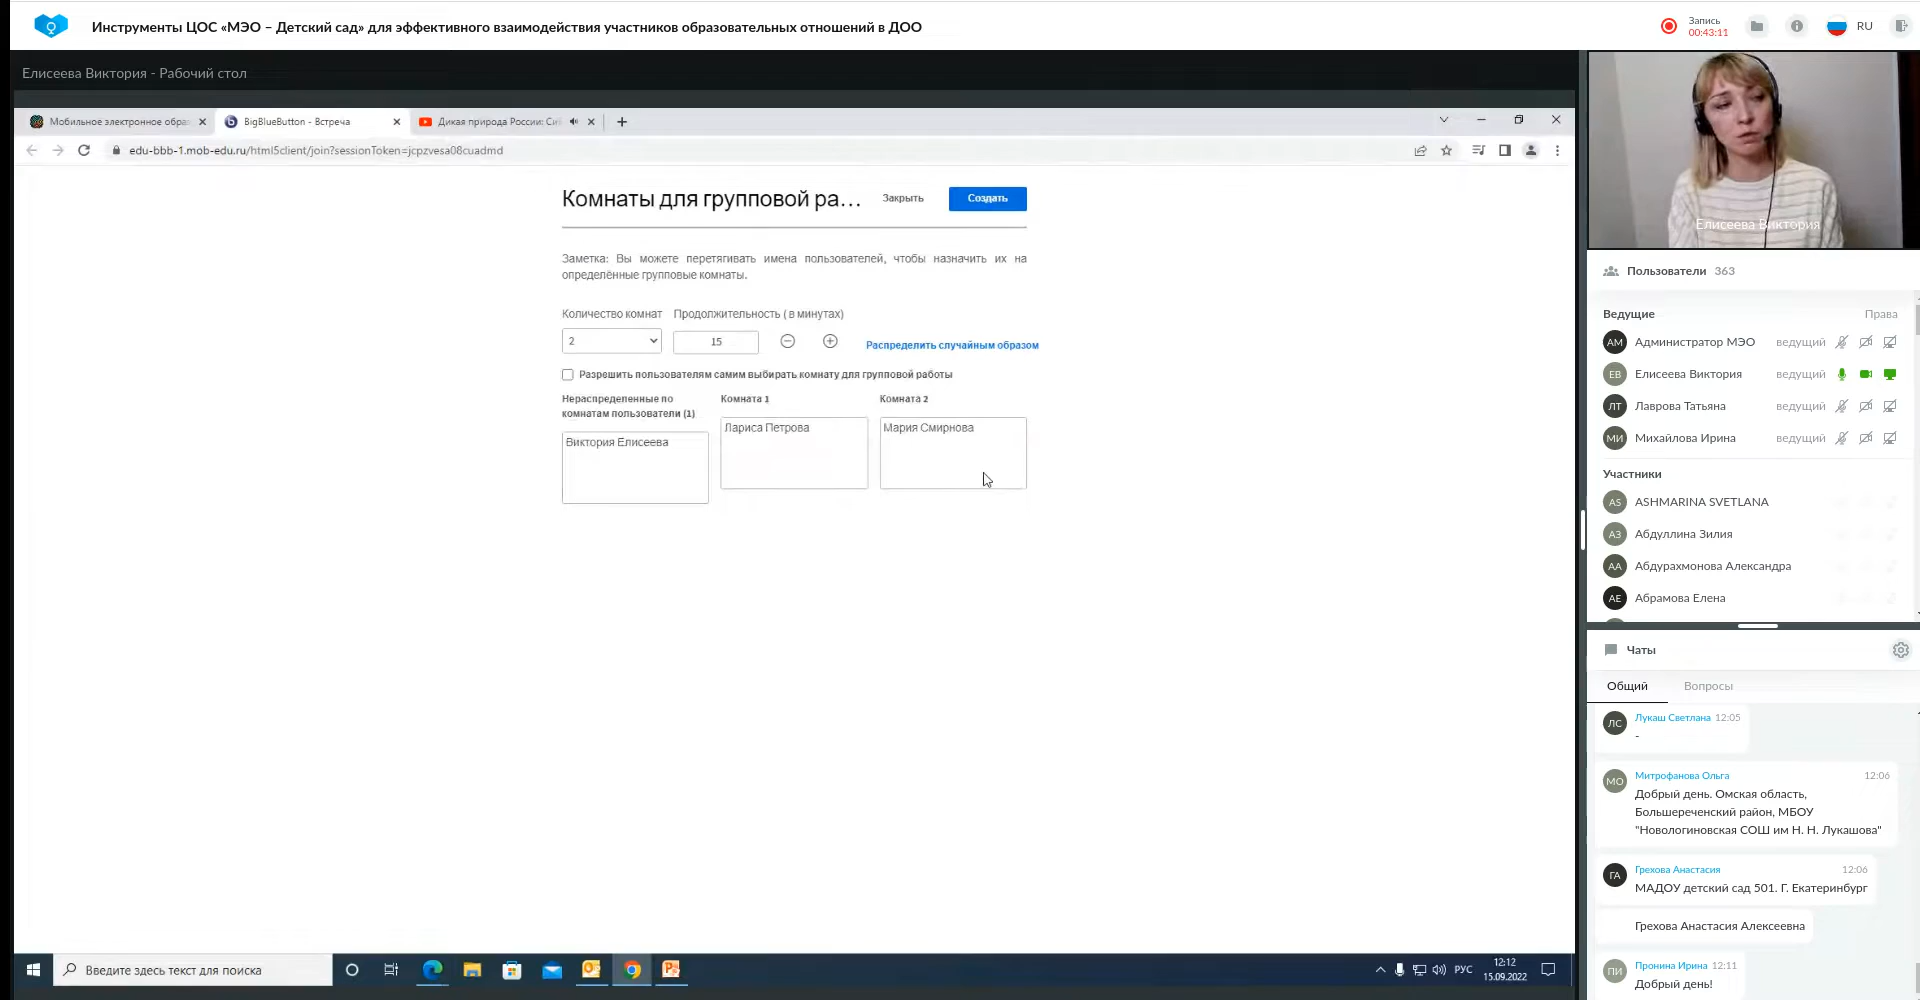 Инструменты ЦОС «МЭО – Детский сад» для эффективного взаимодействия участников образовательных отношений в ДОО
Запись
00:43:11
RU
Елисеева Виктория - Рабочий стол
Мобильное электронное обра
BigBlueButton - Встреча
Дикая природа России: Си
edu-bbb-1.mob-edu.ru/html5client/join?sessionToken=jcpzvesa08cuadmd
Комнаты для групповой ра...
Закрыть
Создать
Заметка: Вы можете перетягивать имена пользователей, чтобы назначить их на
определённые групповые комнаты.
Количество комнат
Продолжительность ( в минутах)
2
15
Распределить случайным образом
Разрешить пользователям самим выбирать комнату для групповой работы
Нераспределенные по
комнатам пользователи (1)
Комната 1
Комната 2
Виктория Елисеева
Лариса Петрова
Мария Смирнова
Введите здесь текст для поиска
РУС
12:12
15.09.2022
Елисеева Виктория
Пользователи 363
Ведущие
Права
АМ Администратор МЭО ведущий
ЕВ Елисеева Виктория ведущий
ЛТ Лаврова Татьяна ведущий
МИ Михайлова Ирина ведущий
Участники
AS ASHMARINA SVETLANA
АЗ Абдуллина Зилия
АА Абдурахмонова Александра
АЕ Абрамова Елена
Чаты
Общий
Вопросы
ЛС Лукаш Светлана 12:05
-
МО Митрофанова Ольга 12:06
Добрый день. Омская область,
Большереченский район, МБОУ
"Новологиновская СОШ им Н. Н. Лукашова"
ГА Грехова Анастасия 12:06
МАДОУ детский сад 501. Г. Екатеринбург
Грехова Анастасия Алексеевна
ПИ Пронина Ирина 12:11
Добрый день!